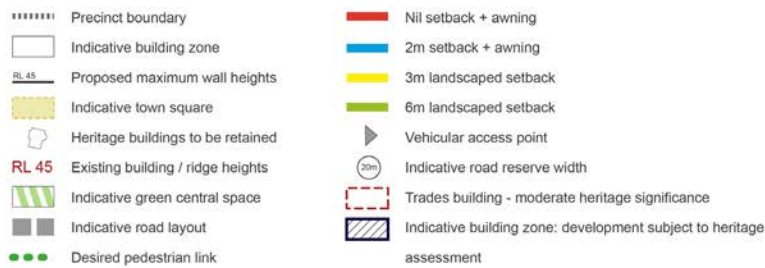 Precinct boundary
Indicative building zone
RL 45 Proposed maximum wall heights
Indicative town square
Heritage buildings to be retained
RL 45 Existing building / ridge heights
Indicative green central space
Indicative road layout
Desired pedestrian link
Nil setback + awning
2m setback + awning
3m landscaped setback
6m landscaped setback
Vehicular access point
20m Indicative road reserve width
Trades building - moderate heritage significance
Indicative building zone: development subject to heritage
assessment